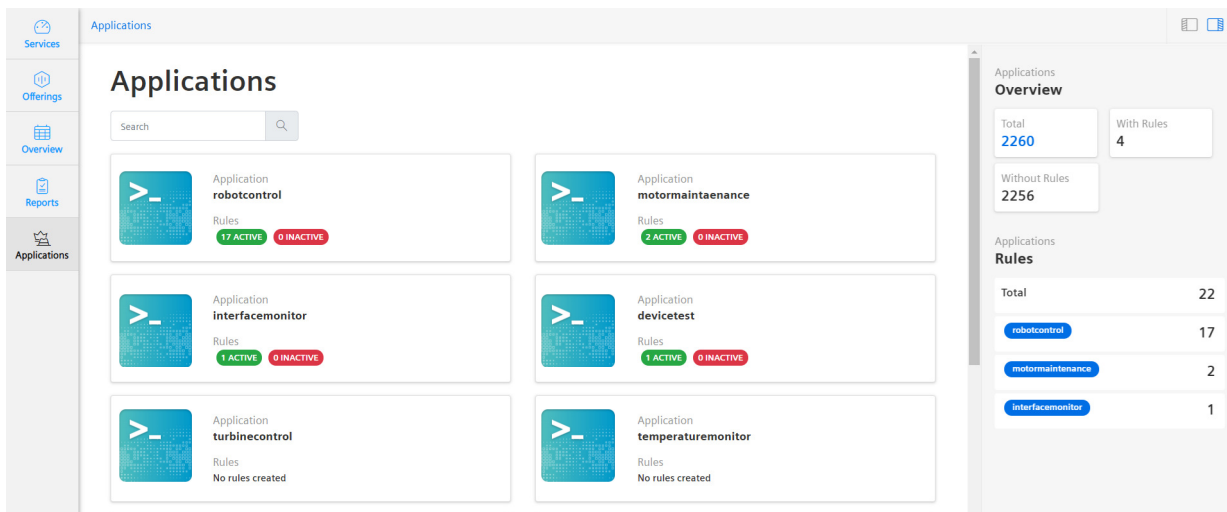 Services
Offerings
Overview
Reports
Applications
Applications
Applications
Search
Application
robotcontrol
Rules
17 ACTIVE 0 INACTIVE
Application
motormaintaenance
Rules
2 ACTIVE 0 INACTIVE
Application
interfacemonitor
Rules
1 ACTIVE 0 INACTIVE
Application
devicetest
Rules
1 ACTIVE 0 INACTIVE
Application
turbinecontrol
Rules
No rules created
Application
temperaturemonitor
Rules
No rules created
Applications
Overview
Total
2260
With Rules
4
Without Rules
2256
Applications
Rules
Total 22
robotcontrol 17
motormaintenance 2
interfacemonitor 1